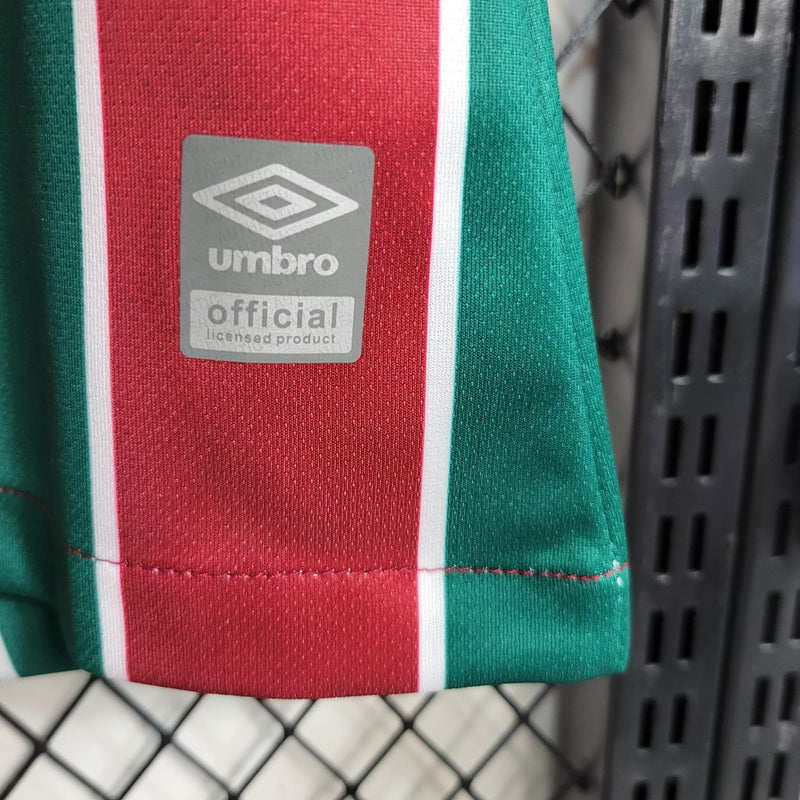 umbro
official
licensed product